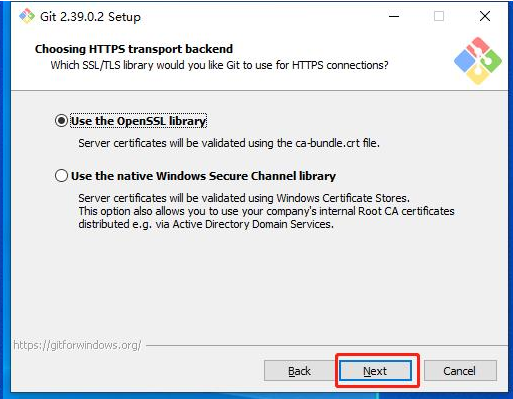 Git 2.39.0.2 Setup
Choosing HTTPS transport backend
Which SSL/TLS library would you like Git to use for HTTPS connections?
Use the OpenSSL library
Server certificates will be validated using the ca-bundle.crt file.
Use the native Windows Secure Channel library
Server certificates will be validated using Windows Certificate Stores.
This option also allows you to use your company's internal Root CA certificates
distributed e.g. via Active Directory Domain Services.
https://gitforwindows.org/
Back Next Cancel